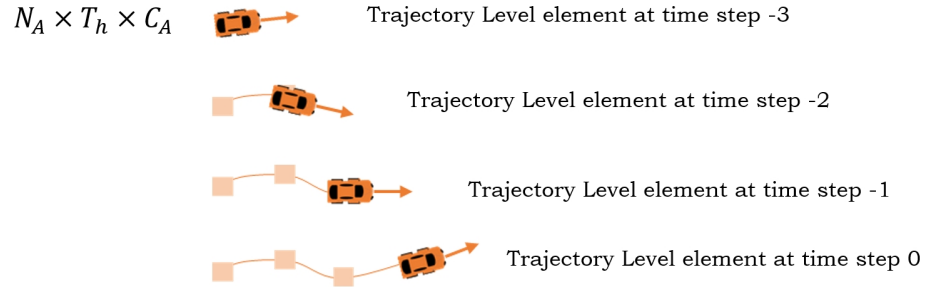 N_A × T_h × C_A
Trajectory Level element at time step -3
Trajectory Level element at time step -2
Trajectory Level element at time step -1
Trajectory Level element at time step 0